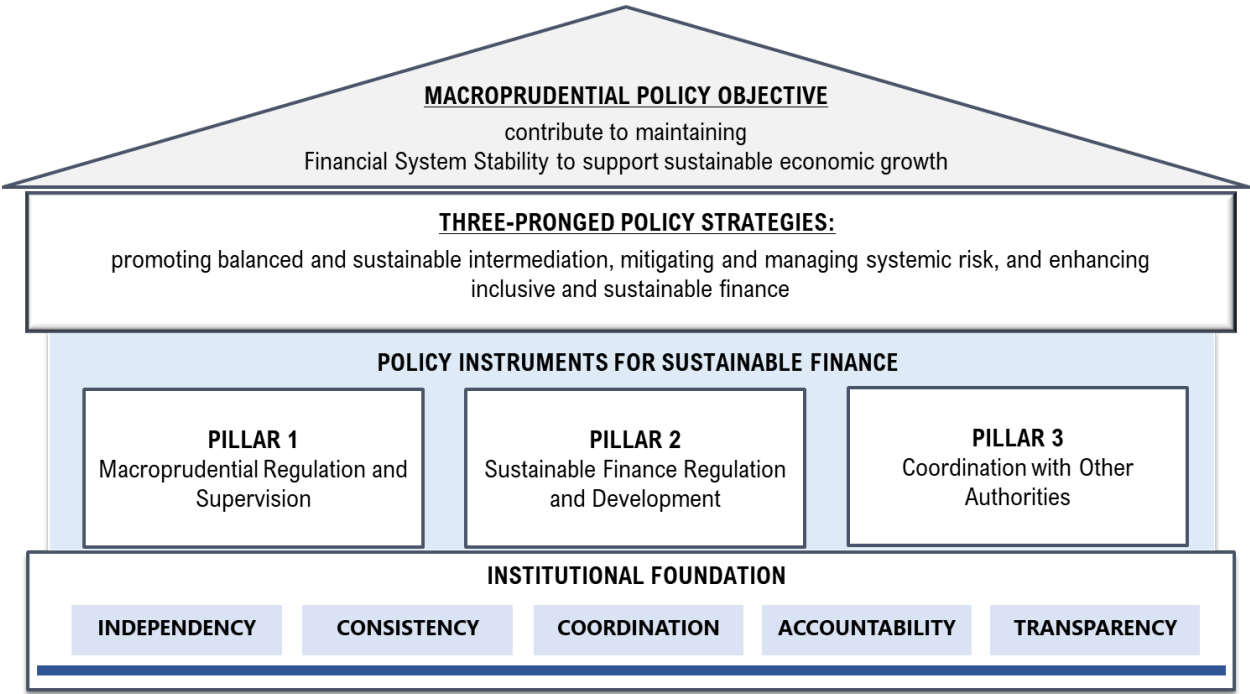 MACROPRUDENTIAL POLICY OBJECTIVE
contribute to maintaining
Financial System Stability to support sustainable economic growth
THREE-PRONGED POLICY STRATEGIES:
promoting balanced and sustainable intermediation, mitigating and managing systemic risk, and enhancing
inclusive and sustainable finance
POLICY INSTRUMENTS FOR SUSTAINABLE FINANCE
PILLAR 1
Macroprudential Regulation and
Supervision
PILLAR 2
Sustainable Finance Regulation
and Development
PILLAR 3
Coordination with Other
Authorities
INSTITUTIONAL FOUNDATION
INDEPENDENCY
CONSISTENCY
COORDINATION
ACCOUNTABILITY
TRANSPARENCY